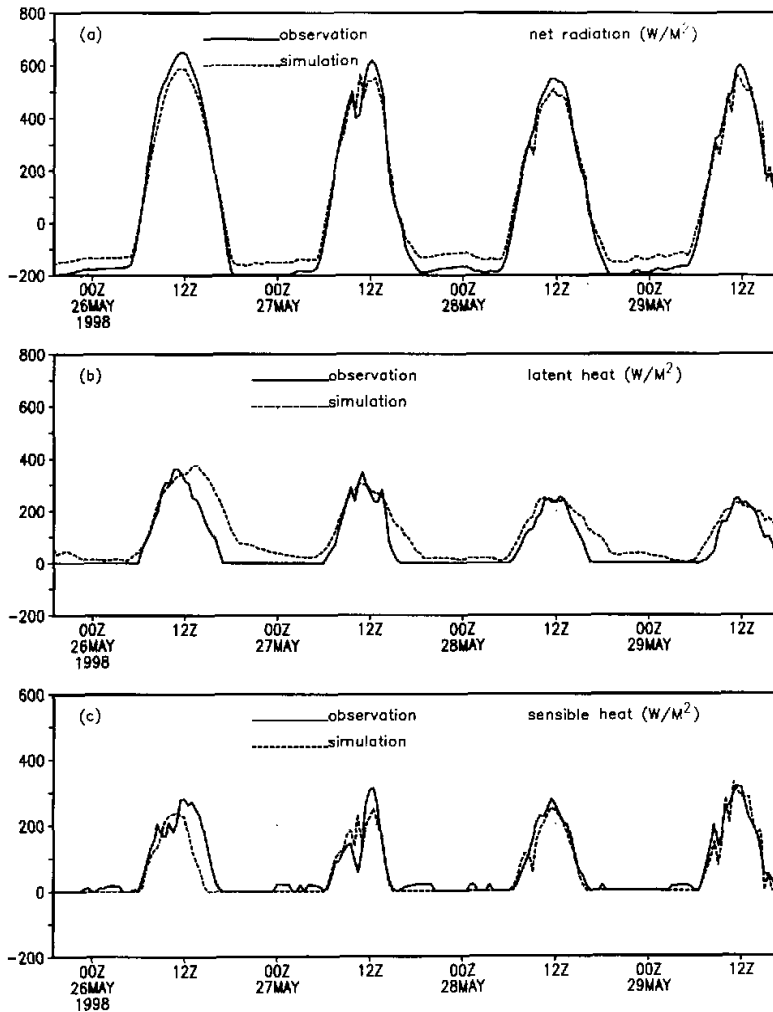 800
(a)
observation
net radiation (W/M²)
simulation
600
400
200
0
−200
00Z
12Z
00Z
12Z
00Z
12Z
00Z
12Z
26MAY
27MAY
28MAY
29MAY
1998
800
(b)
observation
latent heat (W/M²)
simulation
600
400
200
0
−200
00Z
12Z
00Z
12Z
00Z
12Z
00Z
12Z
26MAY
27MAY
28MAY
29MAY
1998
600
(c)
observation
sensible heat (W/M²)
simulation
400
200
0
−200
00Z
12Z
00Z
12Z
00Z
12Z
00Z
12Z
26MAY
27MAY
28MAY
29MAY
1998